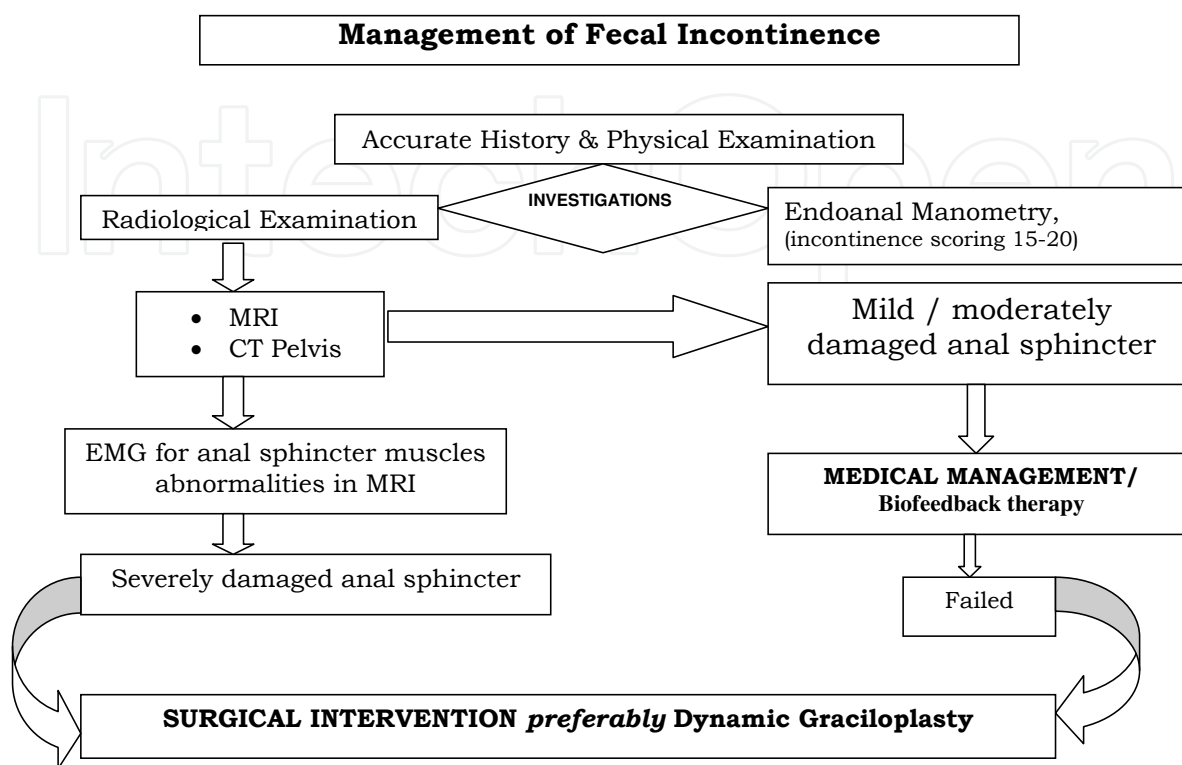 Management of Fecal Incontinence
IntechOpen
Accurate History & Physical Examination
INVESTIGATIONS
Radiological Examination
Endoanal Manometry,
(incontinence scoring 15-20)
• MRI
• CT Pelvis
Mild / moderately
damaged anal sphincter
EMG for anal sphincter muscles
abnormalities in MRI
MEDICAL MANAGEMENT/
Biofeedback therapy
Severely damaged anal sphincter
Failed
SURGICAL INTERVENTION preferably Dynamic Graciloplasty